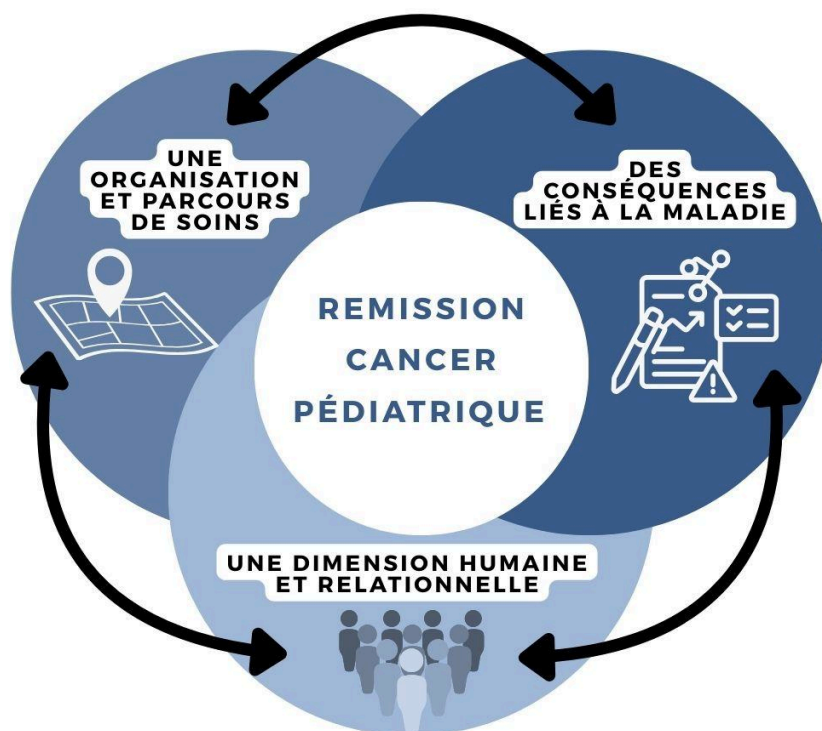 UNE
ORGANISATION
ET PARCOURS
DE SOINS
DES
CONSÉQUENCES
LIÉS À LA MALADIE
REMISSION
CANCER
PÉDIATRIQUE
UNE DIMENSION HUMAINE
ET RELATIONNELLE